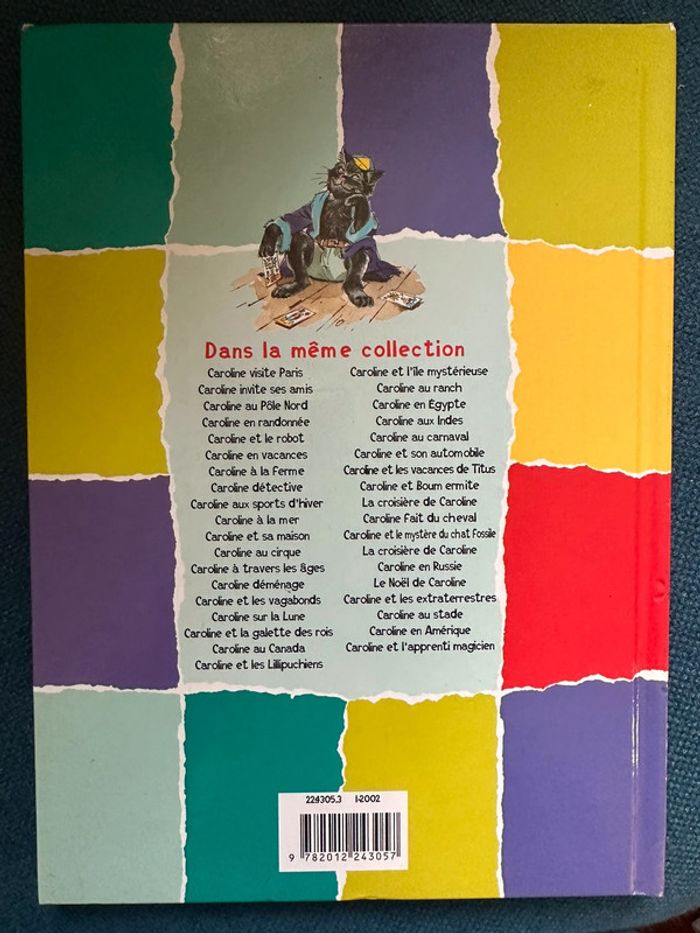 Dans la même collection
Caroline visite Paris
Caroline invite ses amis
Caroline au Pôle Nord
Caroline en randonnée
Caroline et le robot
Caroline en vacances
Caroline à la Ferme
Caroline détective
Caroline aux sports d'hiver
Caroline à la mer
Caroline et sa maison
Caroline au cirque
Caroline à travers les âges
Caroline déménage
Caroline et les vagabonds
Caroline sur la Lune
Caroline et la galette des rois
Caroline au Canada
Caroline et les Lillipuchiens
Caroline et l'île mystérieuse
Caroline au ranch
Caroline en Égypte
Caroline aux Indes
Caroline au carnaval
Caroline et son automobile
Caroline et les vacances de Titus
Caroline et Boum ermite
La croisière de Caroline
Caroline Fait du cheval
Caroline et le mystère du chat Fossile
La croisière de Caroline
Caroline en Russie
Le Noël de Caroline
Caroline et les extraterrestres
Caroline au stade
Caroline en Amérique
Caroline et l'apprenti magicien
224305.3 I-2002
9 782012 243057